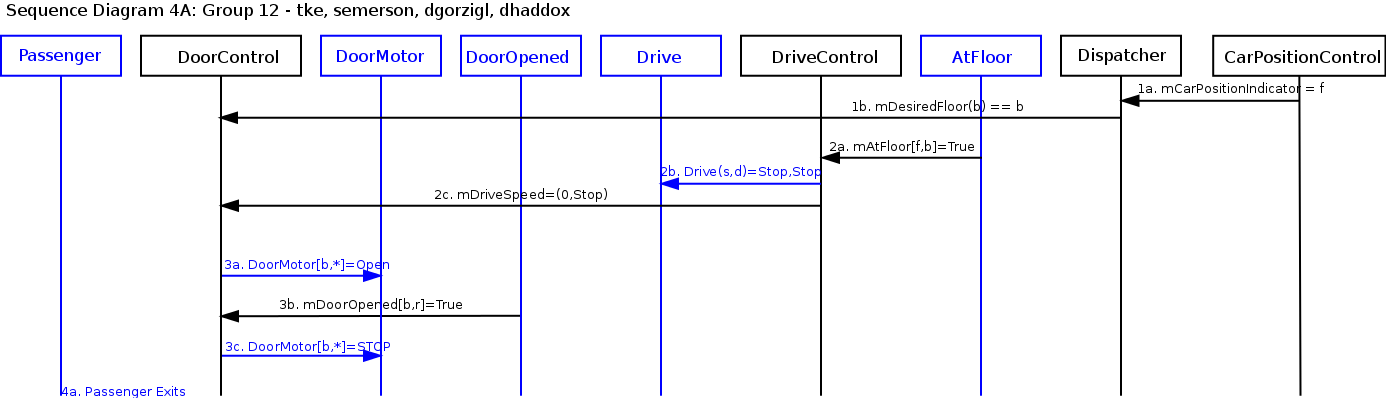 Sequence Diagram 4A: Group 12 - tke, semerson, dgorzigl, dhaddox
Passenger
DoorControl
DoorMotor
DoorOpened
Drive
DriveControl
AtFloor
Dispatcher
CarPositionControl
1a. mCarPositionIndicator = f
1b. mDesiredFloor(b) == b
2a. mAtFloor[f,b]=True
2b. Drive(s,d)=Stop,Stop
2c. mDriveSpeed=(0,Stop)
3a. DoorMotor[b,*]=Open
3b. mDoorOpened[b,r]=True
3c. DoorMotor[b,*]=STOP
4a. Passenger Exits